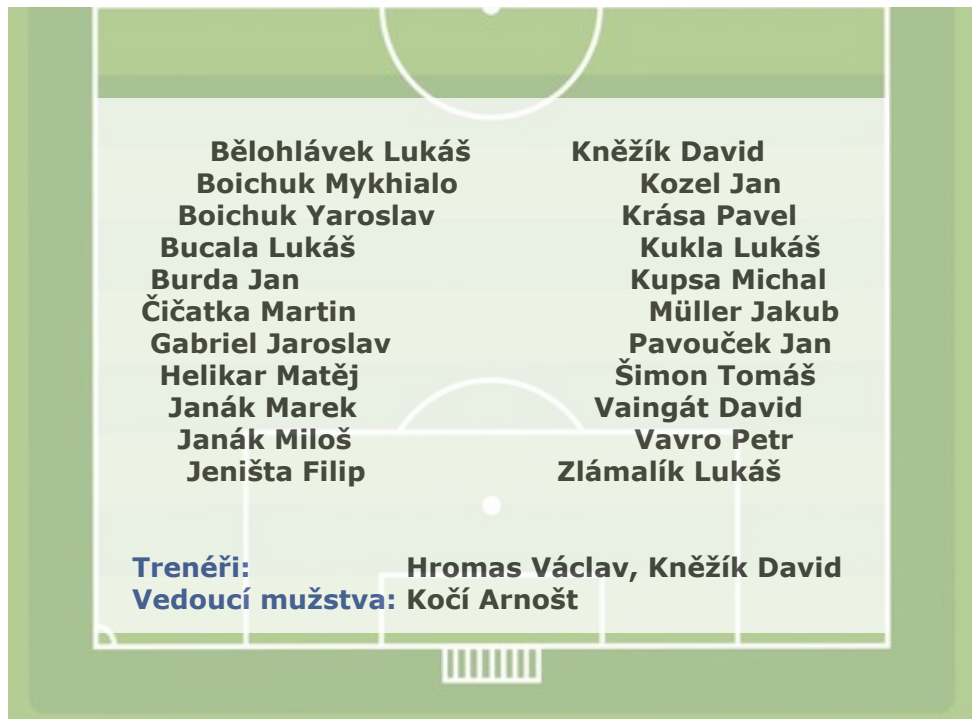 Bělohlávek Lukáš
Boichuk Mykhialo
Boichuk Yaroslav
Bucala Lukáš
Burda Jan
Čičatka Martin
Gabriel Jaroslav
Helikar Matěj
Janák Marek
Janák Miloš
Jeništa Filip
Kněžík David
Kozel Jan
Krása Pavel
Kukla Lukáš
Kupsa Michal
Müller Jakub
Pavouček Jan
Šimon Tomáš
Vaingát David
Vavro Petr
Zlámalík Lukáš
Trenéři: Hromas Václav, Kněžík David
Vedoucí mužstva: Kočí Arnošt